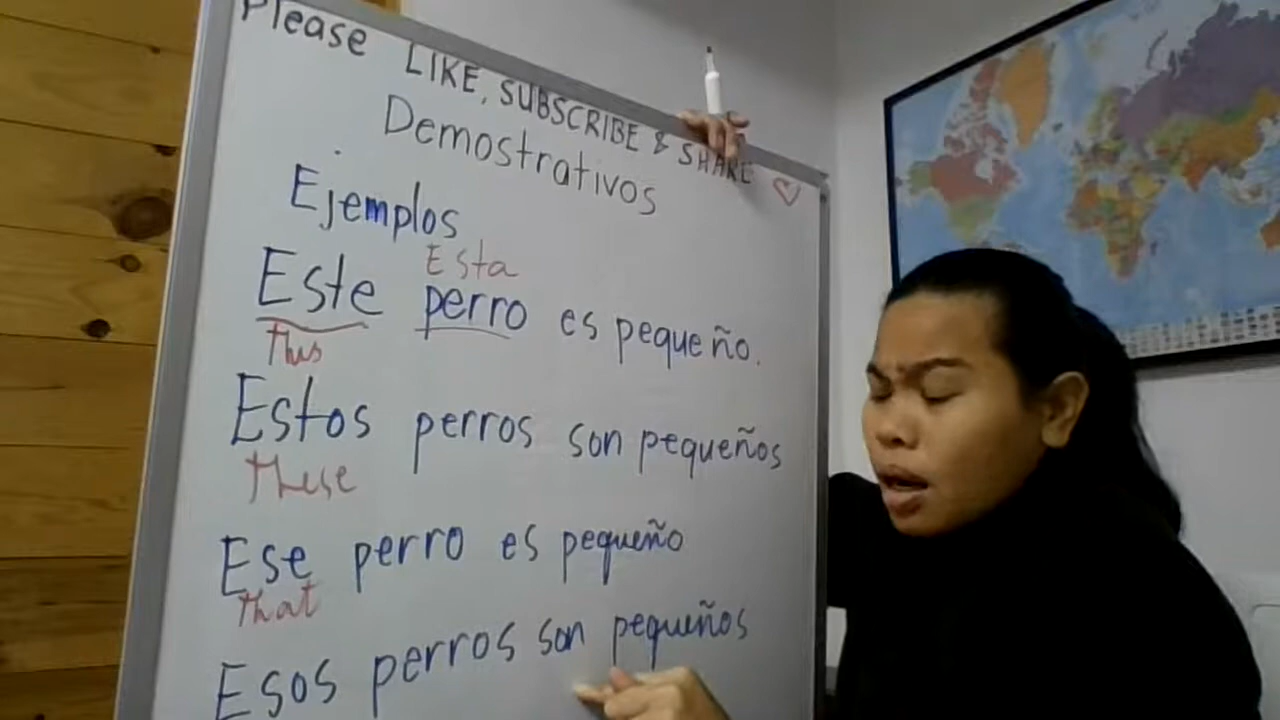 Please LIKE, SUBSCRIBE & SHARE
Demostrativos
Ejemplos
Esta
Este perro es pequeño.
this
Estos perros son pequeños
these
Ese perro es pequeño
that
Esos perros son pequeños